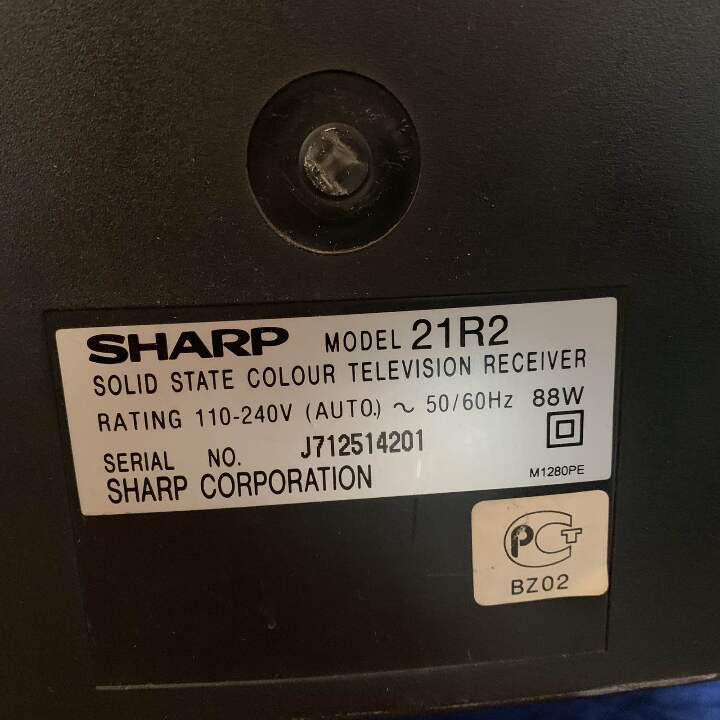 SHARP MODEL 21R2
SOLID STATE COLOUR TELEVISION RECEIVER
RATING 110-240V (AUTO.) ~ 50/60Hz 88W
SERIAL NO. J712514201
SHARP CORPORATION
M1280PE
PCT
BZ02